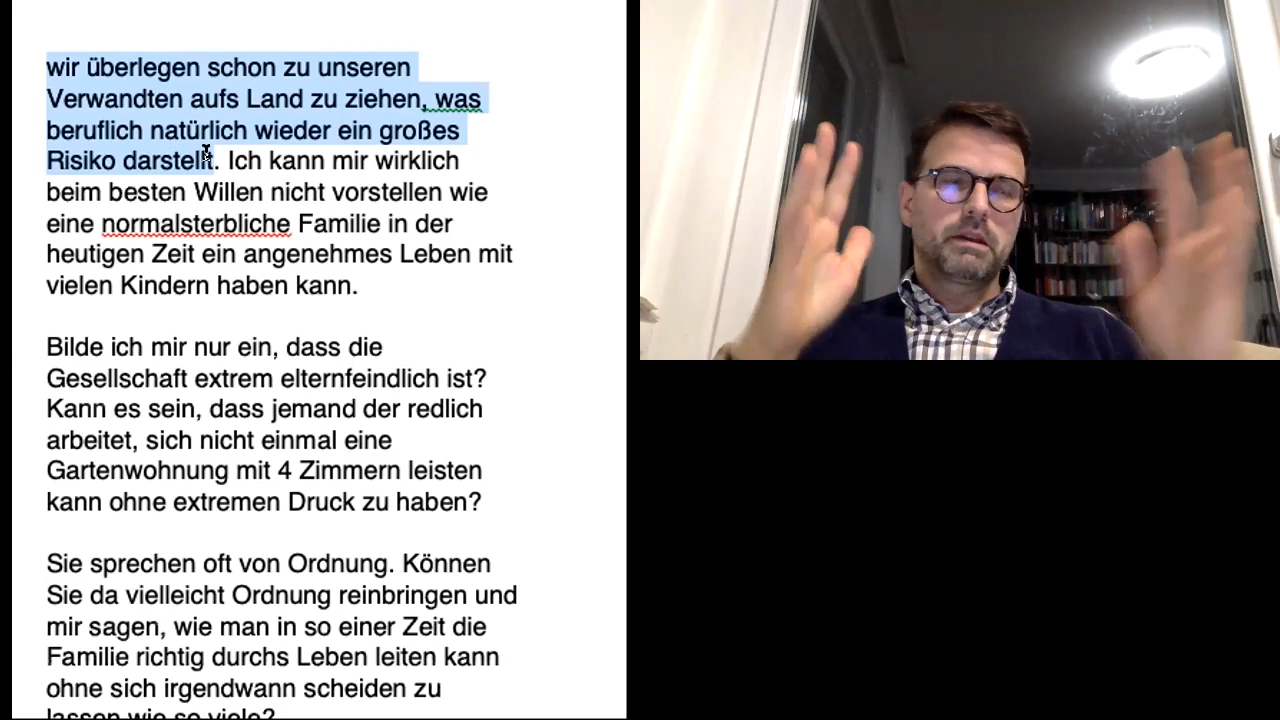 wir überlegen schon zu unseren
Verwandten aufs Land zu ziehen, was
beruflich natürlich wieder ein großes
Risiko darstellt. Ich kann mir wirklich
beim besten Willen nicht vorstellen wie
eine normalsterbliche Familie in der
heutigen Zeit ein angenehmes Leben mit
vielen Kindern haben kann.
Bilde ich mir nur ein, dass die
Gesellschaft extrem elternfeindlich ist?
Kann es sein, dass jemand der redlich
arbeitet, sich nicht einmal eine
Gartenwohnung mit 4 Zimmern leisten
kann ohne extremen Druck zu haben?
Sie sprechen oft von Ordnung. Können
Sie da vielleicht Ordnung reinbringen und
mir sagen, wie man in so einer Zeit die
Familie richtig durchs Leben leiten kann
ohne sich irgendwann scheiden zu
lassen wie so viele?